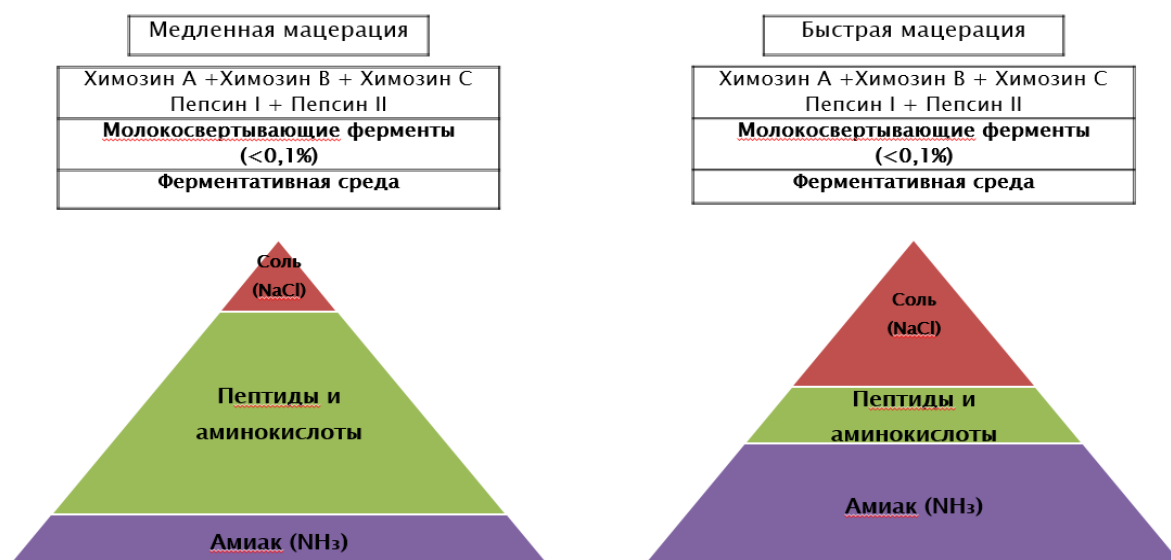 Медленная мацерация
Химозин А +Химозин В + Химозин С
Пепсин I + Пепсин II
Молокосвертывающие ферменты
(<0,1%)
Ферментативная среда
Соль
(NaCl)
Пептиды и
аминокислоты
Амиак (NH₃)
Быстрая мацерация
Химозин А +Химозин В + Химозин С
Пепсин I + Пепсин II
Молокосвертывающие ферменты
(<0,1%)
Ферментативная среда
Соль
(NaCl)
Пептиды и
аминокислоты
Амиак (NH₃)